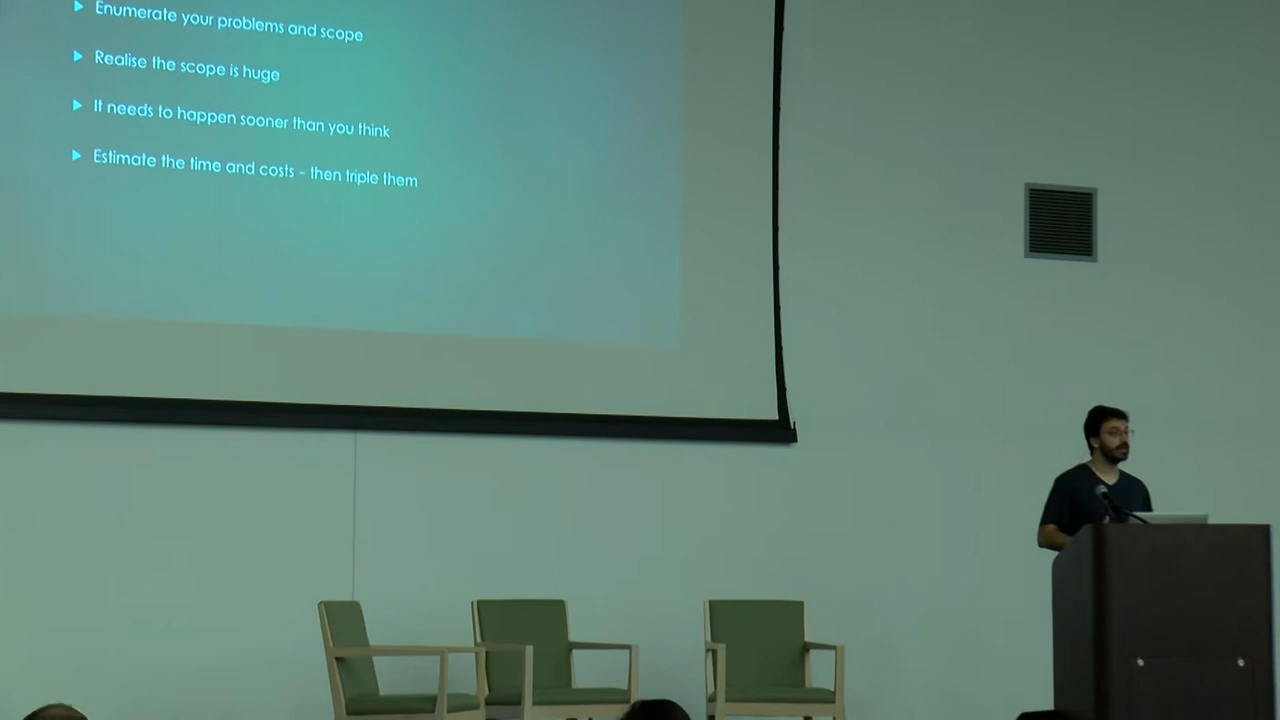 Enumerate your problems and scope
Realise the scope is huge
It needs to happen sooner than you think
Estimate the time and costs - then triple them